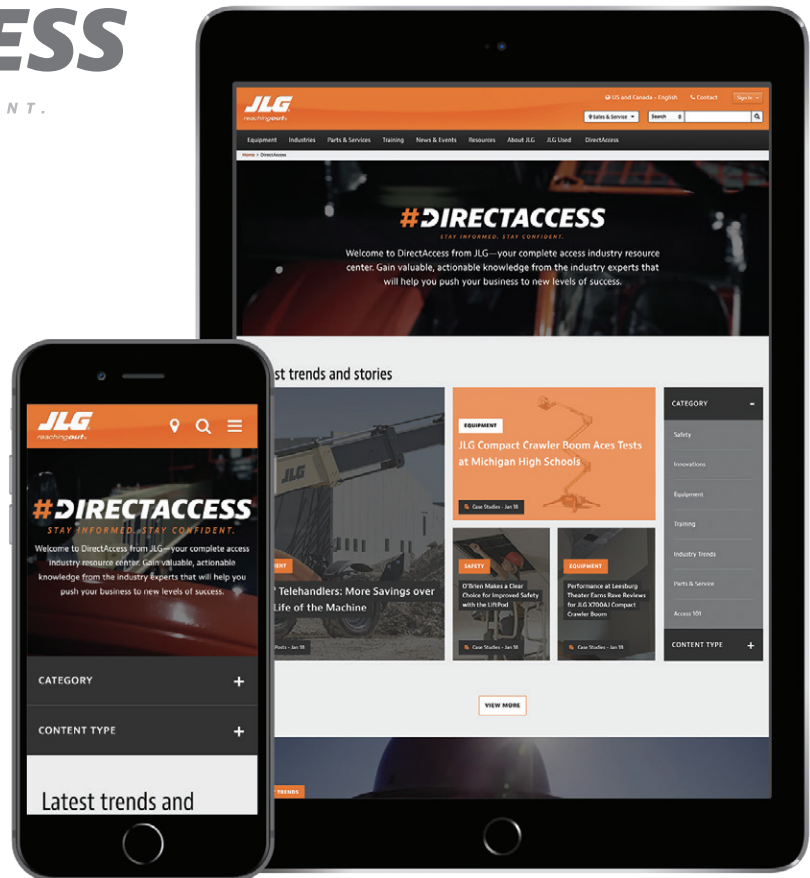 ESS
NT.
JLG
reachingout
US and Canada - English Contact Sign In
Sales & Service Search
Equipment Industries Parts & Services Training News & Events Resources About JLG JLG Used DirectAccess
Home > DirectAccess
#DIRECTACCESS
STAY INFORMED. STAY CONFIDENT.
Welcome to DirectAccess from JLG—your complete access industry resource
center. Gain valuable, actionable knowledge from the industry experts that
will help you push your business to new levels of success.
st trends and stories
JLG
ENT
Telehandlers: More Savings over
Life of the Machine
Posts - Jan 18
EQUIPMENT
JLG Compact Crawler Boom Aces Tests
at Michigan High Schools
Case Studies - Jan 18
SAFETY
O'Brien Makes a Clear
Choice for Improved Safety
with the LiftPod
Case Studies - Jan 18
EQUIPMENT
Performance at Leesburg
Theater Earns Rave Reviews
for JLG X700AJ Compact
Crawler Boom
Case Studies - Jan 18
CATEGORY -
Safety
Innovations
Equipment
Training
Industry Trends
Parts & Service
Access 101
CONTENT TYPE +
VIEW MORE
TRENDS
JLG
reachingout
#DIRECTACCESS
STAY INFORMED. STAY CONFIDENT.
Welcome to DirectAccess from JLG—your complete access
industry resource center. Gain valuable, actionable
knowledge from the industry experts that will help you
push your business to new levels of success.
CATEGORY +
CONTENT TYPE +
Latest trends and